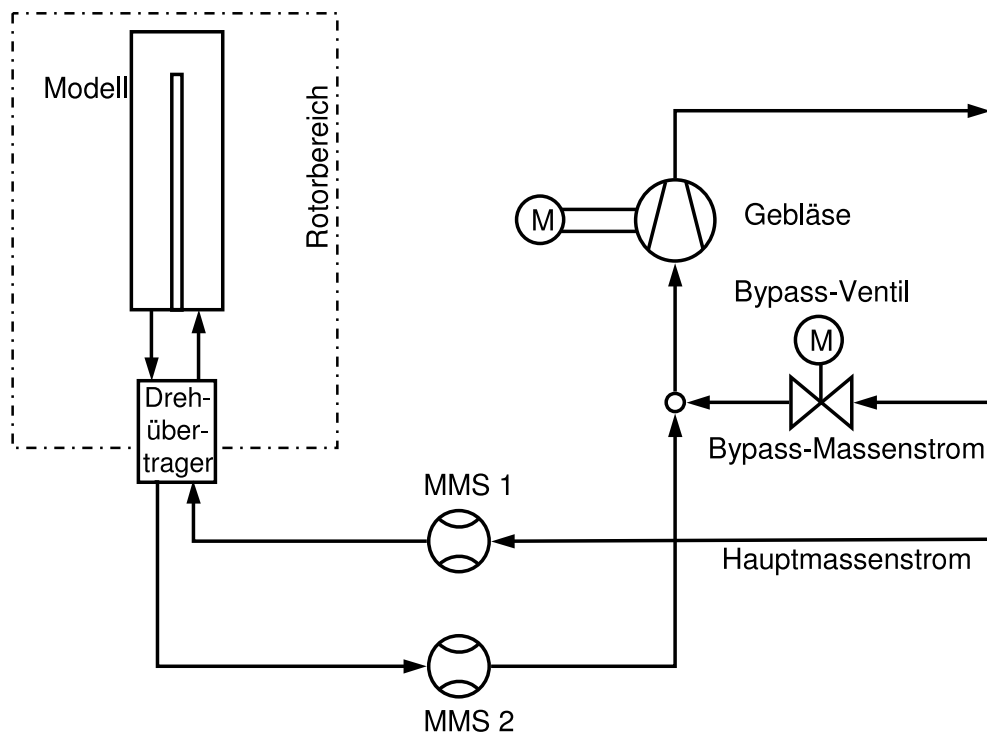 Modell
Rotorbereich
M
Gebläse
Bypass-Ventil
M
Dreh-
über-
trager
Bypass-Massenstrom
MMS 1
Hauptmassenstrom
MMS 2